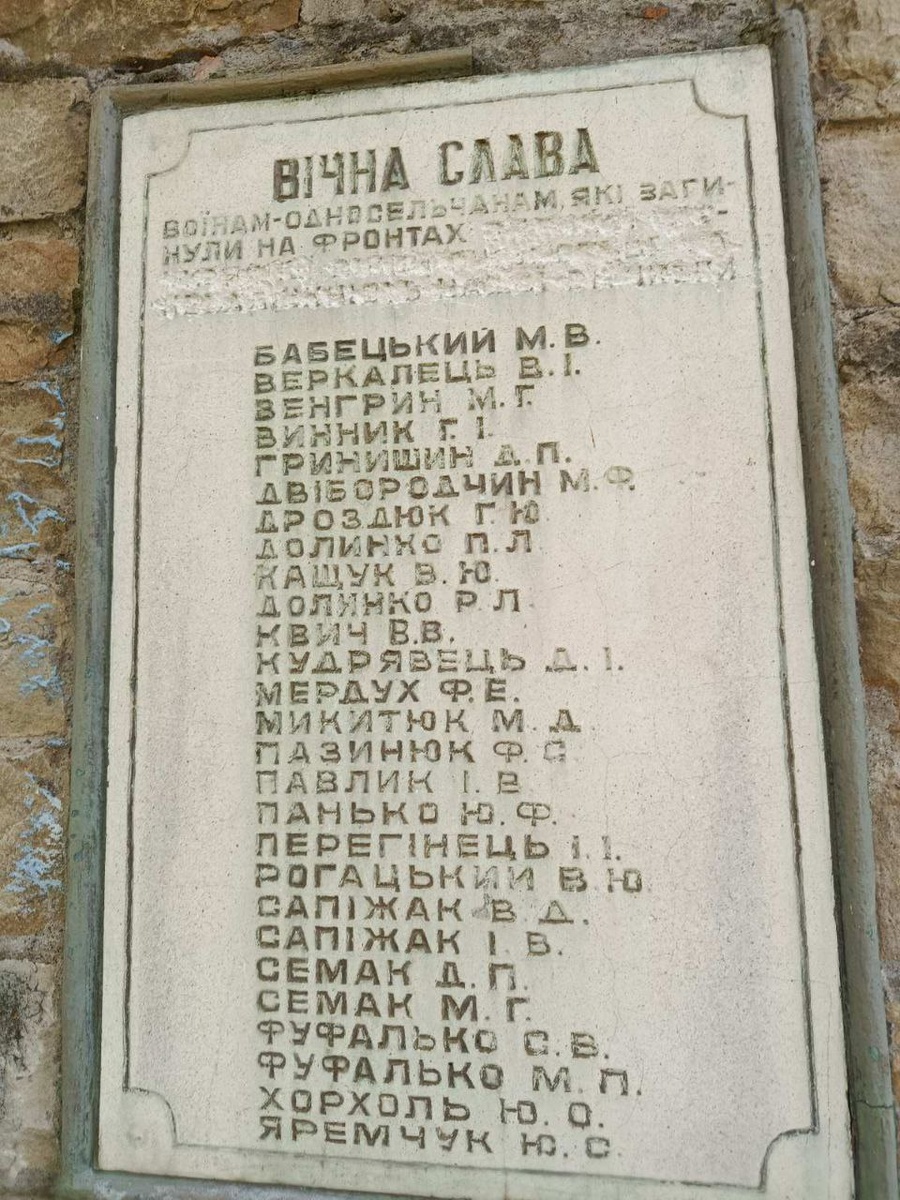 ВІЧНА СЛАВА
ВОЇНАМ-ОДНОСЕЛЬЧАНАМ, ЯКІ ЗАГИ-
НУЛИ НА ФРОНТАХ
БАБЕЦЬКИЙ М. В.
ВЕРКАЛЕЦЬ В. І.
ВЕНГРИН М. Г.
ВИННИК Г. І.
ГРИНИШИН Д. П.
ДВІБОРОДЧИН М. Ф.
ДРОЗДЮК Г. Ю.
ДОЛИНКО П. Л
КАЩУК В. Ю.
ДОЛИНКО Р. Л.
КВИЧ В. В.
КУДРЯВЕЦЬ Д. І.
МЕРДУХ Ф. Е.
МИКИТЮК М. Д.
ПАЗИНЮК Ф. С
ПАВЛИК І. В.
ПАНЬКО Ю. Ф.
ПЕРЕГІНЕЦЬ І. І.
РОГАЦЬКИЙ В. Ю.
САПІЖАК В. Д.
САПІЖАК І. В.
СЕМАК Д. П.
СЕМАК М. Г.
ФУФАЛЬКО С. В.
ФУФАЛЬКО М. П.
ХОРХОЛЬ Ю. О.
ЯРЕМЧУК Ю. С